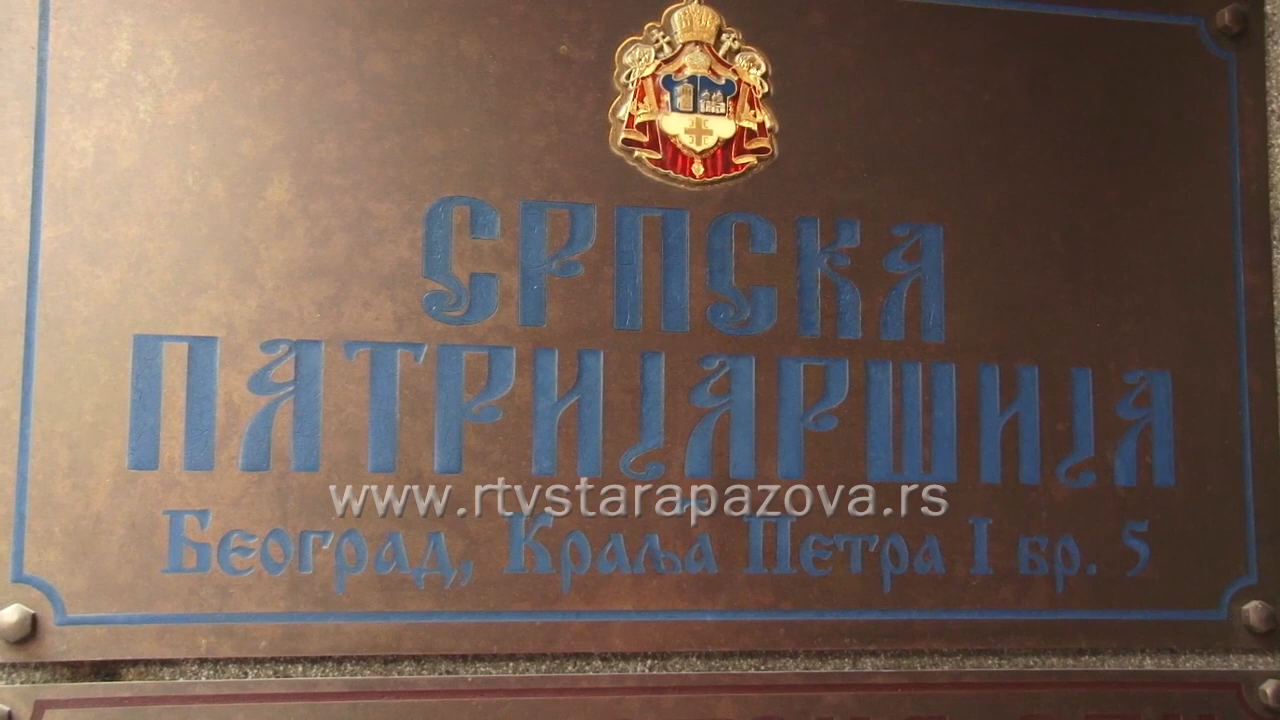 СРПСКА
ПАТРИЈАРШИЈА
www.rtvstarapazova.rs
Београд, Краља Петра I бр. 5